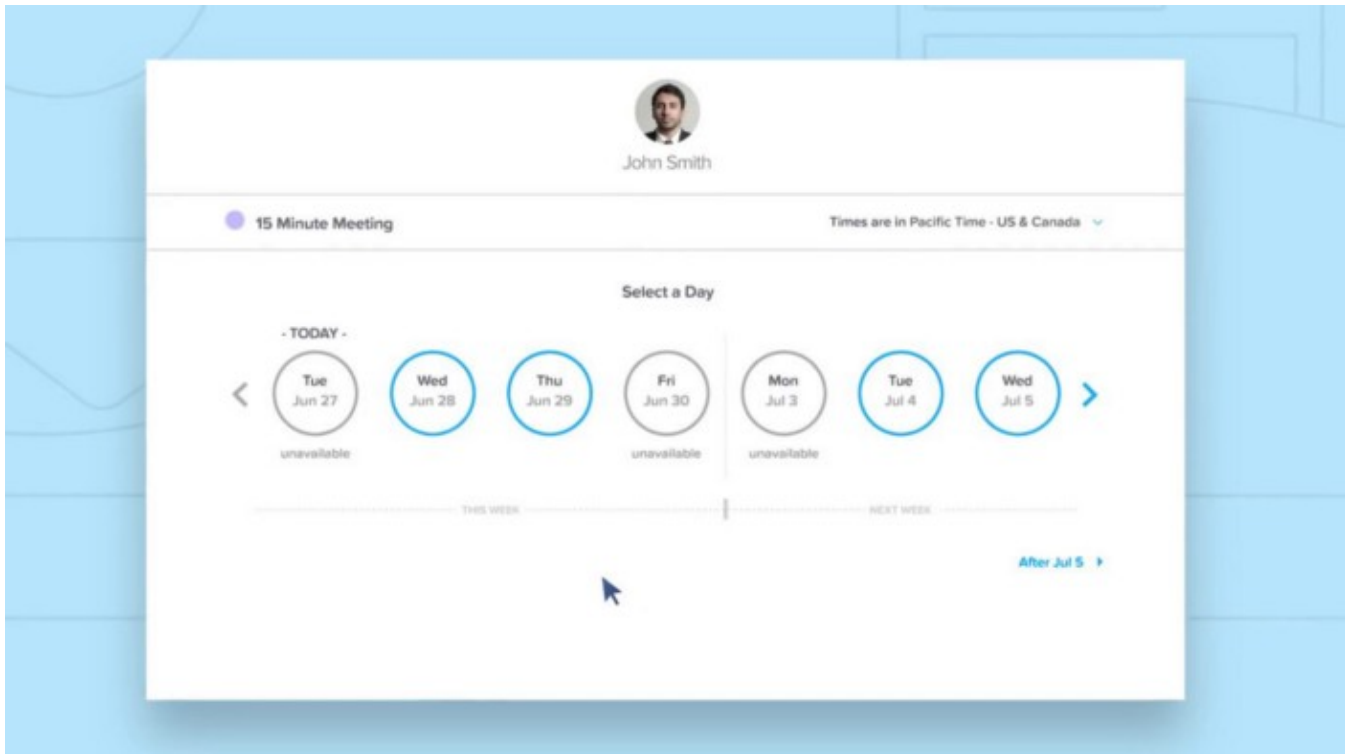 John Smith
15 Minute Meeting
Times are in Pacific Time - US & Canada
Select a Day
- TODAY -
Tue
Jun 27
unavailable
Wed
Jun 28
Thu
Jun 29
Fri
Jun 30
unavailable
Mon
Jul 3
unavailable
Tue
Jul 4
Wed
Jul 5
THIS WEEK
NEXT WEEK
After Jul 5